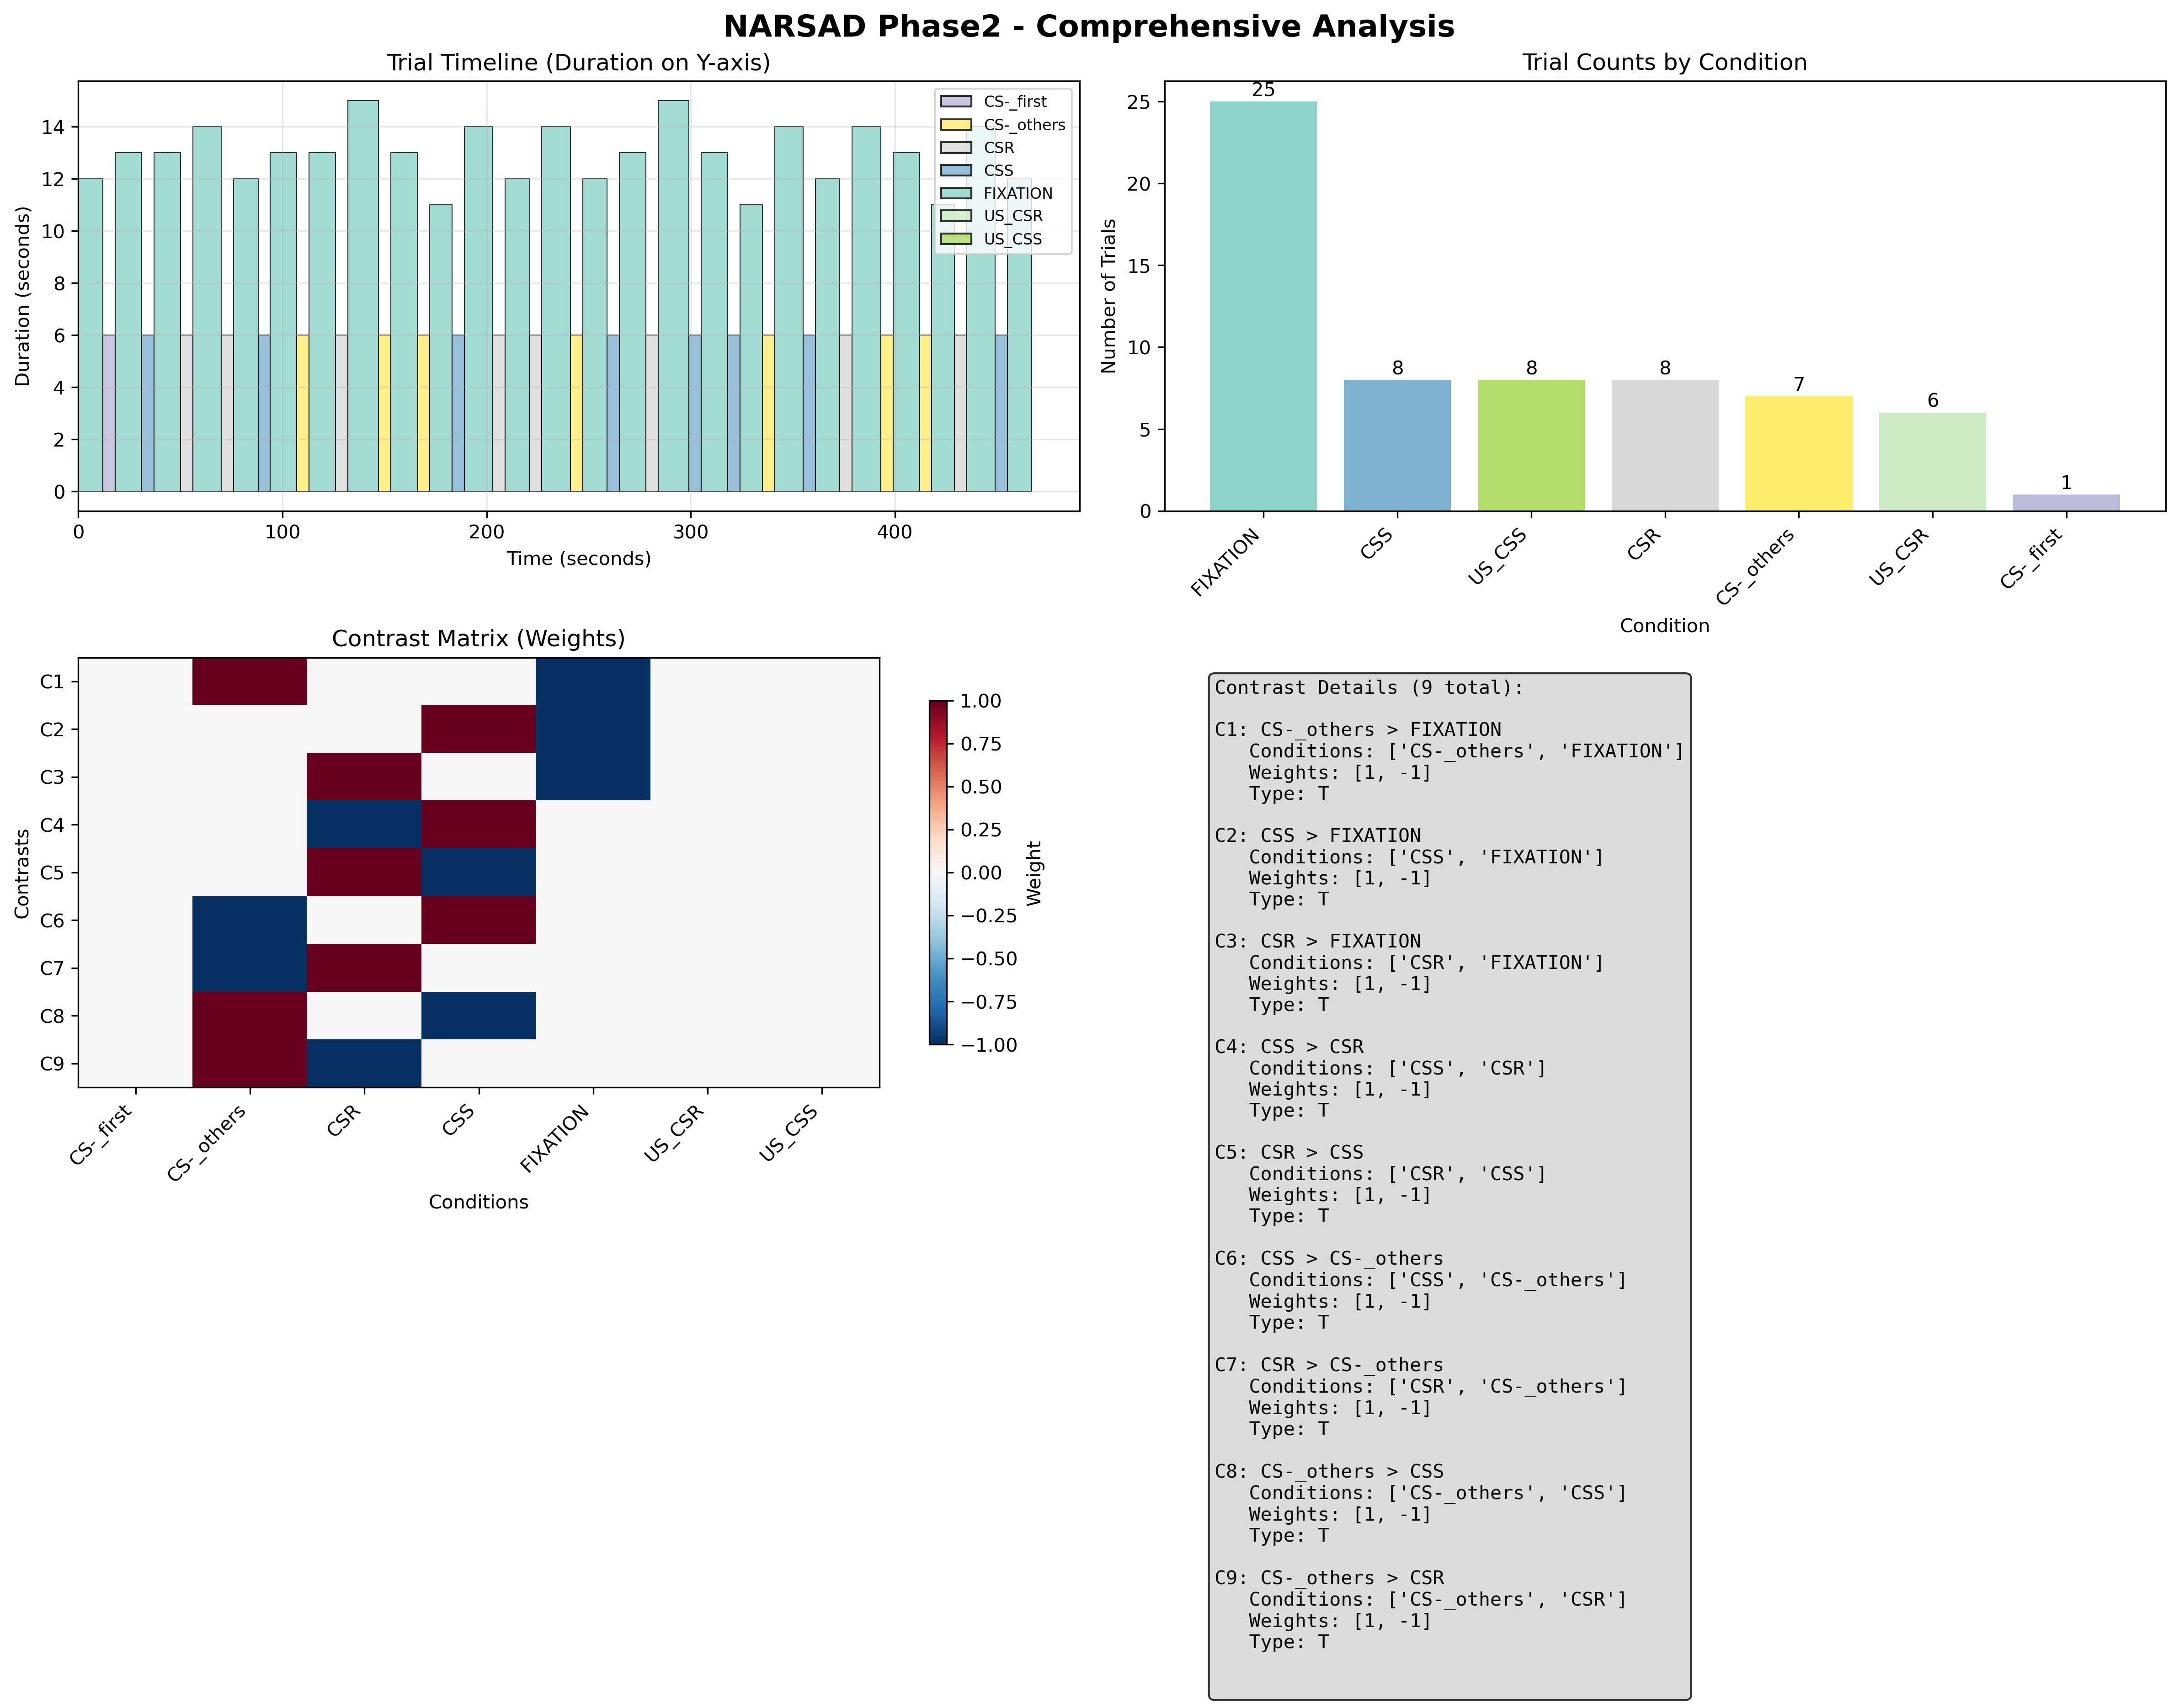 NARSAD Phase2 - Comprehensive Analysis
Trial Timeline (Duration on Y-axis)
14
12
10
8
6
4
2
0
Duration (seconds)
0 100 200 300 400
Time (seconds)
CS-_first
CS-_others
CSR
CSS
FIXATION
US_CSR
US_CSS
Trial Counts by Condition
25
20
15
10
5
0
Number of Trials
25
8
8
8
7
6
1
FIXATION
CSS
US_CSS
CSR
CS-_others
US_CSR
CS-_first
Condition
Contrast Matrix (Weights)
C1
C2
C3
C4
C5
C6
C7
C8
C9
Contrasts
CS-_first
CS-_others
CSR
CSS
FIXATION
US_CSR
US_CSS
Conditions
1.00
0.75
0.50
0.25
0.00
−0.25
−0.50
−0.75
−1.00
Weight
Contrast Details (9 total):
C1: CS-_others > FIXATION
Conditions: ['CS-_others', 'FIXATION']
Weights: [1, -1]
Type: T
C2: CSS > FIXATION
Conditions: ['CSS', 'FIXATION']
Weights: [1, -1]
Type: T
C3: CSR > FIXATION
Conditions: ['CSR', 'FIXATION']
Weights: [1, -1]
Type: T
C4: CSS > CSR
Conditions: ['CSS', 'CSR']
Weights: [1, -1]
Type: T
C5: CSR > CSS
Conditions: ['CSR', 'CSS']
Weights: [1, -1]
Type: T
C6: CSS > CS-_others
Conditions: ['CSS', 'CS-_others']
Weights: [1, -1]
Type: T
C7: CSR > CS-_others
Conditions: ['CSR', 'CS-_others']
Weights: [1, -1]
Type: T
C8: CS-_others > CSS
Conditions: ['CS-_others', 'CSS']
Weights: [1, -1]
Type: T
C9: CS-_others > CSR
Conditions: ['CS-_others', 'CSR']
Weights: [1, -1]
Type: T